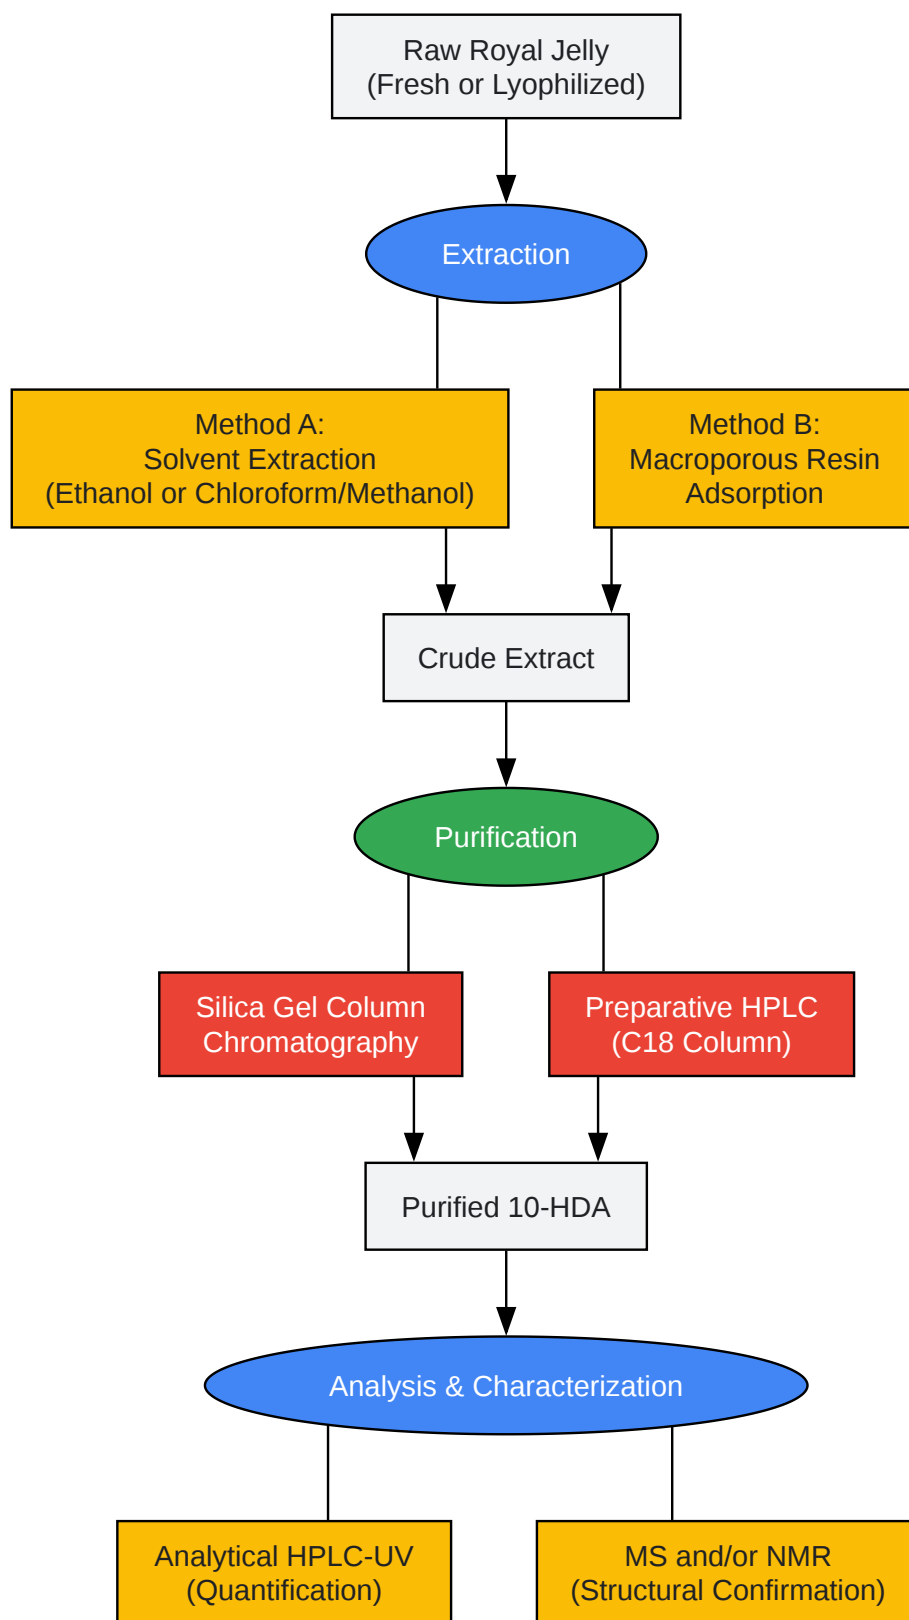 Raw Royal Jelly
(Fresh or Lyophilized)
Extraction
Method A:
Solvent Extraction
(Ethanol or Chloroform/Methanol)
Method B:
Macroporous Resin
Adsorption
Crude Extract
Purification
Silica Gel Column
Chromatography
Preparative HPLC
(C18 Column)
Purified 10-HDA
Analysis & Characterization
Analytical HPLC-UV
(Quantification)
MS and/or NMR
(Structural Confirmation)